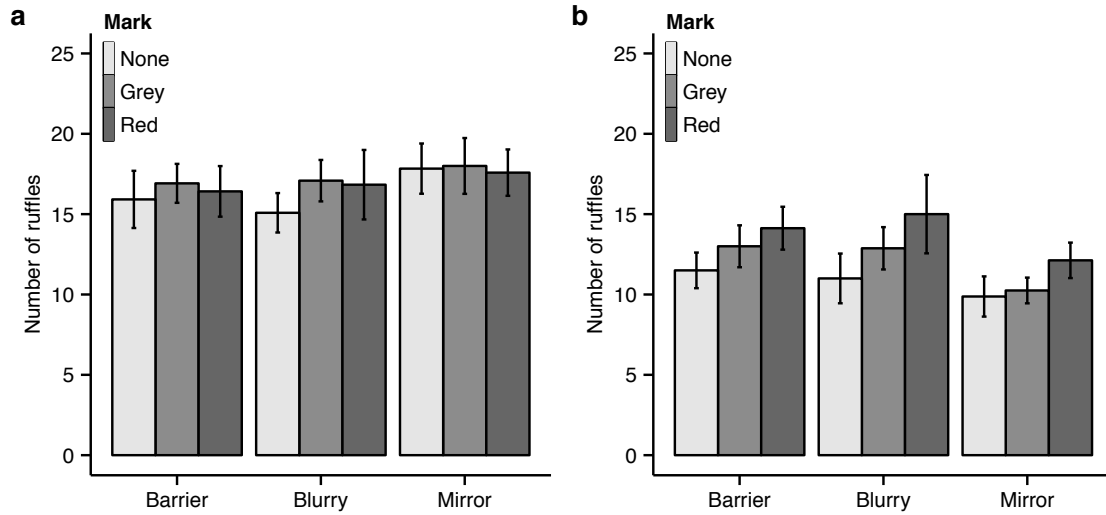 a
Mark
None
Grey
Red
Number of ruffles
25
20
15
10
5
0
Barrier Blurry Mirror
b
Mark
None
Grey
Red
Number of ruffles
25
20
15
10
5
0
Barrier Blurry Mirror